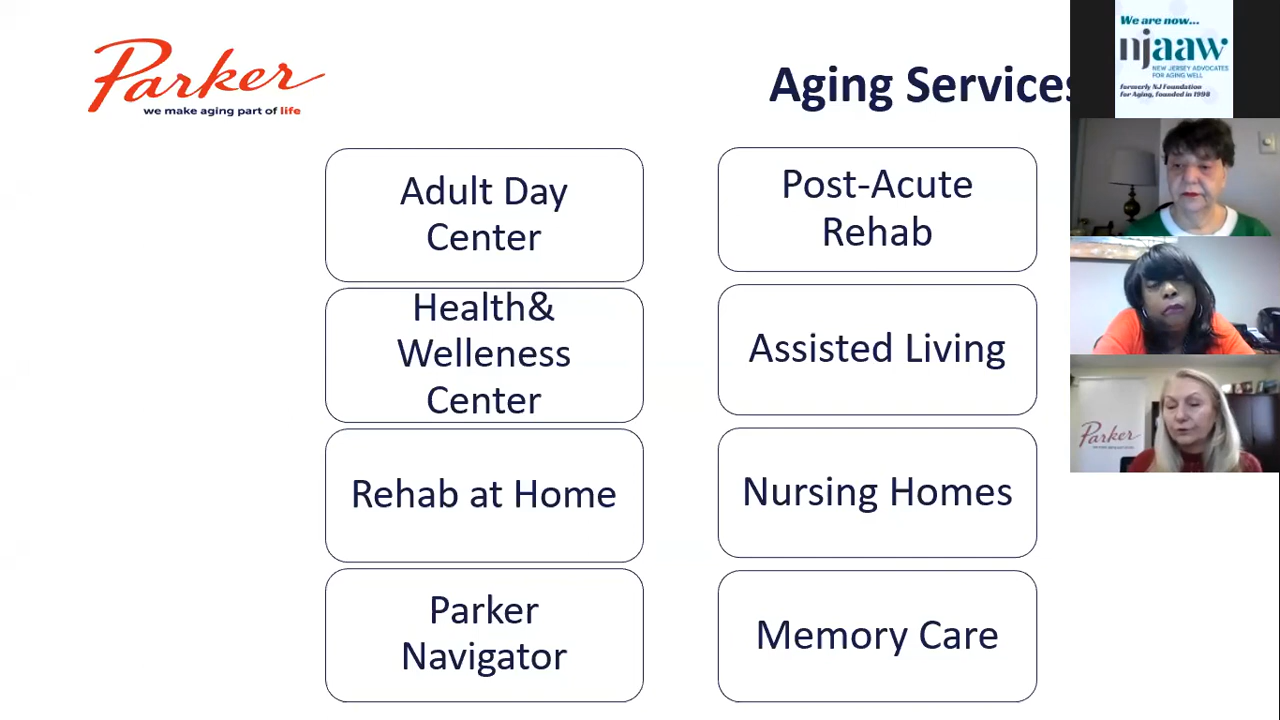 Parker
we make aging part of life
Aging Services
Adult Day
Center
Health&
Welleness
Center
Rehab at Home
Parker
Navigator
Post-Acute
Rehab
Assisted Living
Nursing Homes
Memory Care
We are now...
njaaw
NEW JERSEY ADVOCATES
FOR AGING WELL
formerly NJ Foundation
for Aging, founded in 1998
Parker